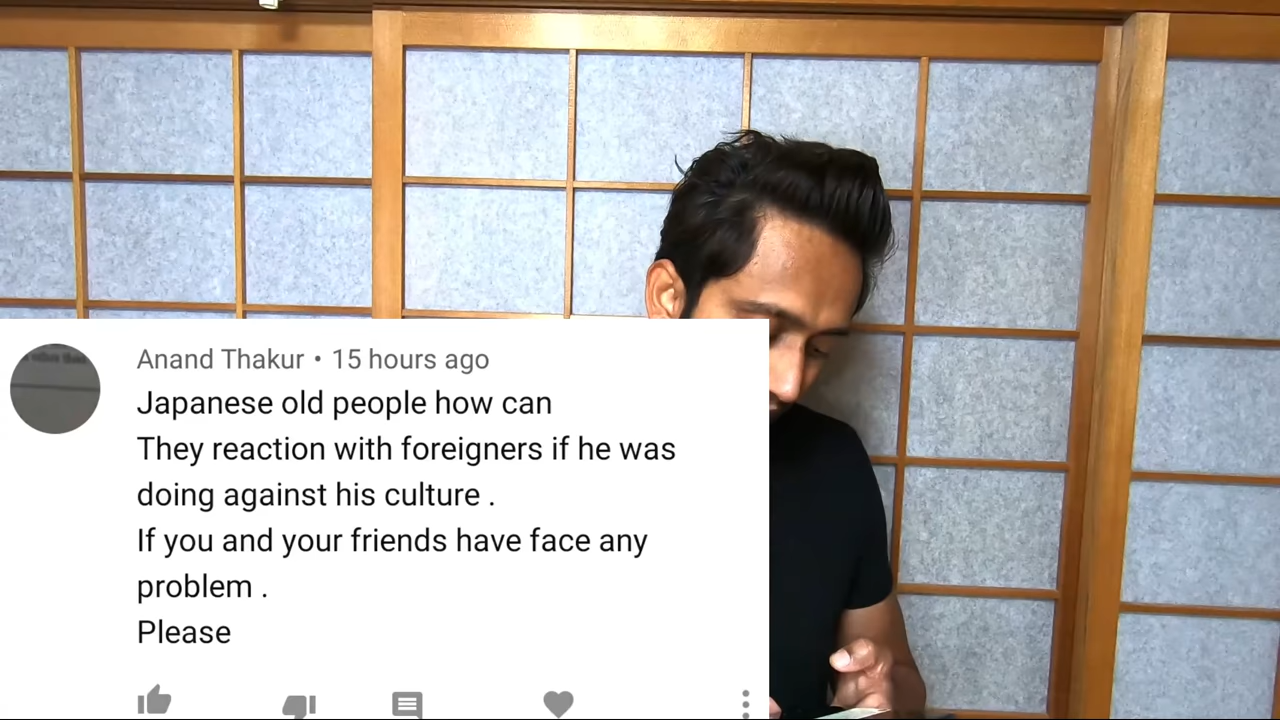 Anand Thakur • 15 hours ago
Japanese old people how can
They reaction with foreigners if he was
doing against his culture .
If you and your friends have face any
problem .
Please